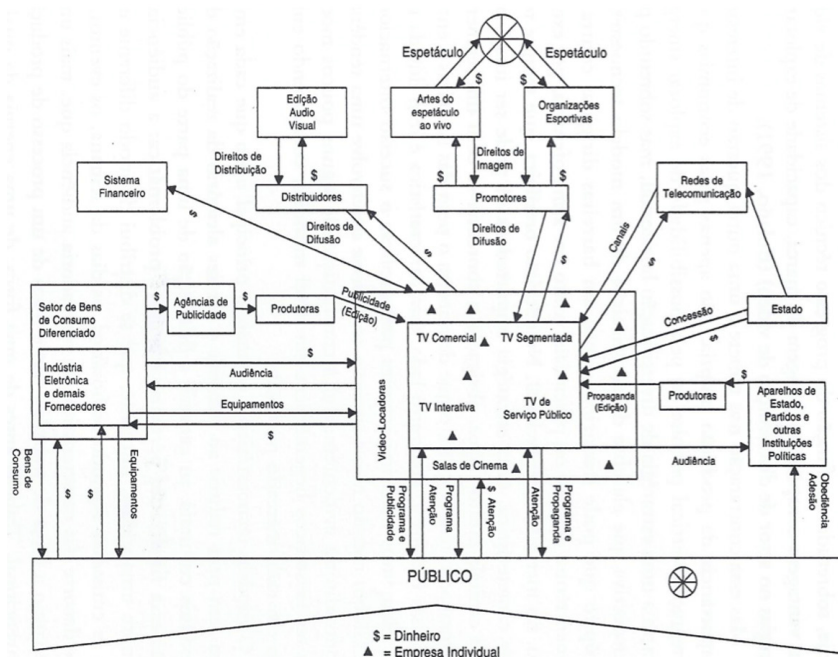 Espetáculo
Espetáculo
$
$
Edição
Audio
Visual
Artes do
espetáculo
ao vivo
Organizações
Esportivas
Direitos de
Distribuição
$
$
Direitos de
Imagem
$
Sistema
Financeiro
Distribuidores
Promotores
Redes de
Telecomunicação
$
Direitos de
Difusão
$
Direitos de
Difusão
$
Canais
$
Setor de Bens
de Consumo
Diferenciado
$
Agências de
Publicidade
$
Produtoras
Publicidade
(Edição)
Concessão
$
Estado
TV Comercial
TV Segmentada
Indústria
Eletrônica
e demais
Fornecedores
$
Audiência
Equipamentos
$
Vídeo-Locadoras
TV Interativa
TV de
Serviço Público
Propaganda
(Edição)
Produtoras
$
Aparelhos de
Estado,
Partidos e
outras
Instituições
Políticas
Salas de Cinema
Audiência
Bens de
Consumo
$
$
Equipamentos
Programa e
Publicidade
Atenção
Programa
$
Atenção
Atenção
Programa e
Propaganda
Obediência
Adesão
PÚBLICO
$ = Dinheiro
▲ = Empresa Individual